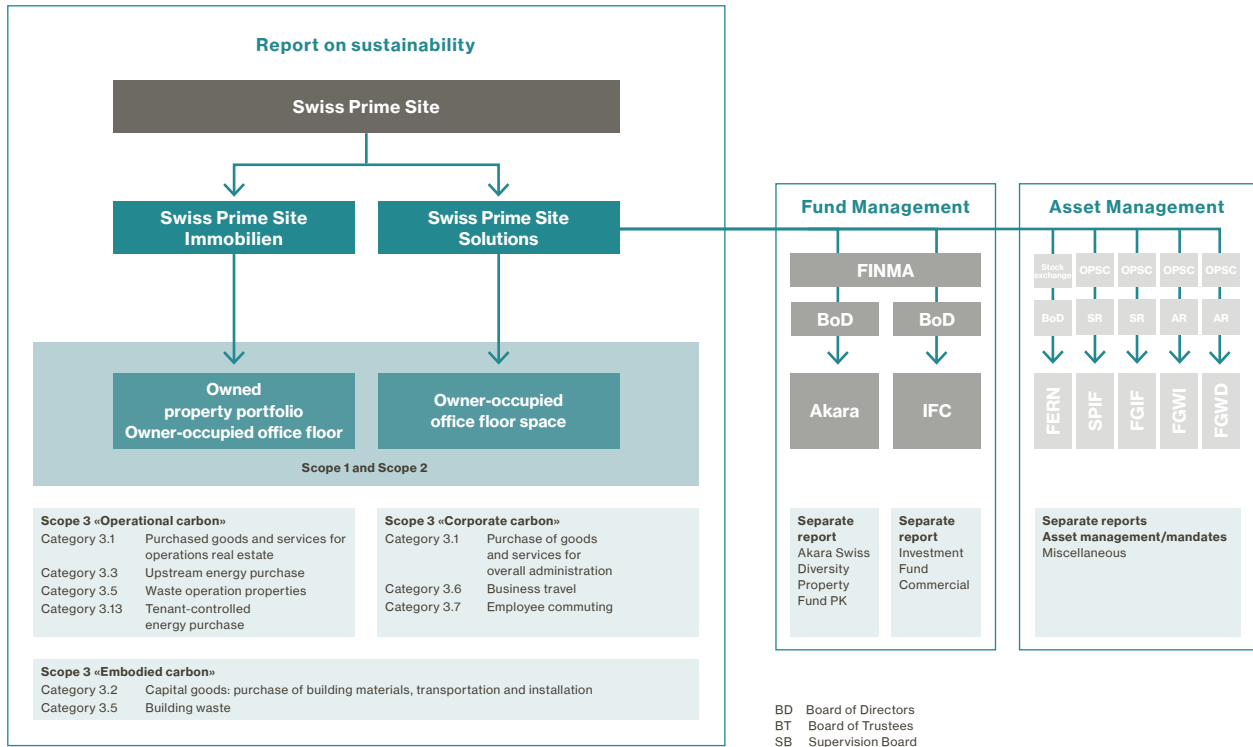 Report on sustainability
Swiss Prime Site
Swiss Prime Site
Immobilien
Swiss Prime Site
Solutions
Owned
property portfolio
Owner-occupied office floor
Owner-occupied
office floor space
Scope 1 and Scope 2
Scope 3 «Operational carbon»
Category 3.1 Purchased goods and services for
operations real estate
Category 3.3 Upstream energy purchase
Category 3.5 Waste operation properties
Category 3.13 Tenant-controlled
energy purchase
Scope 3 «Corporate carbon»
Category 3.1 Purchase of goods
and services for
overall administration
Category 3.6 Business travel
Category 3.7 Employee commuting
Scope 3 «Embodied carbon»
Category 3.2 Capital goods: purchase of building materials, transportation and installation
Category 3.5 Building waste
Fund Management
FINMA
BoD BoD
Akara IFC
Separate
report
Akara Swiss
Diversity
Property
Fund PK
Separate
report
Investment
Fund
Commercial
Asset Management
Stock
exchange
OPSC OPSC OPSC OPSC
BoD SR SR AR AR
FERN
SPIF
FGIF
FGWI
FGWD
Separate reports
Asset management/mandates
Miscellaneous
BD Board of Directors
BT Board of Trustees
SB Supervision Board